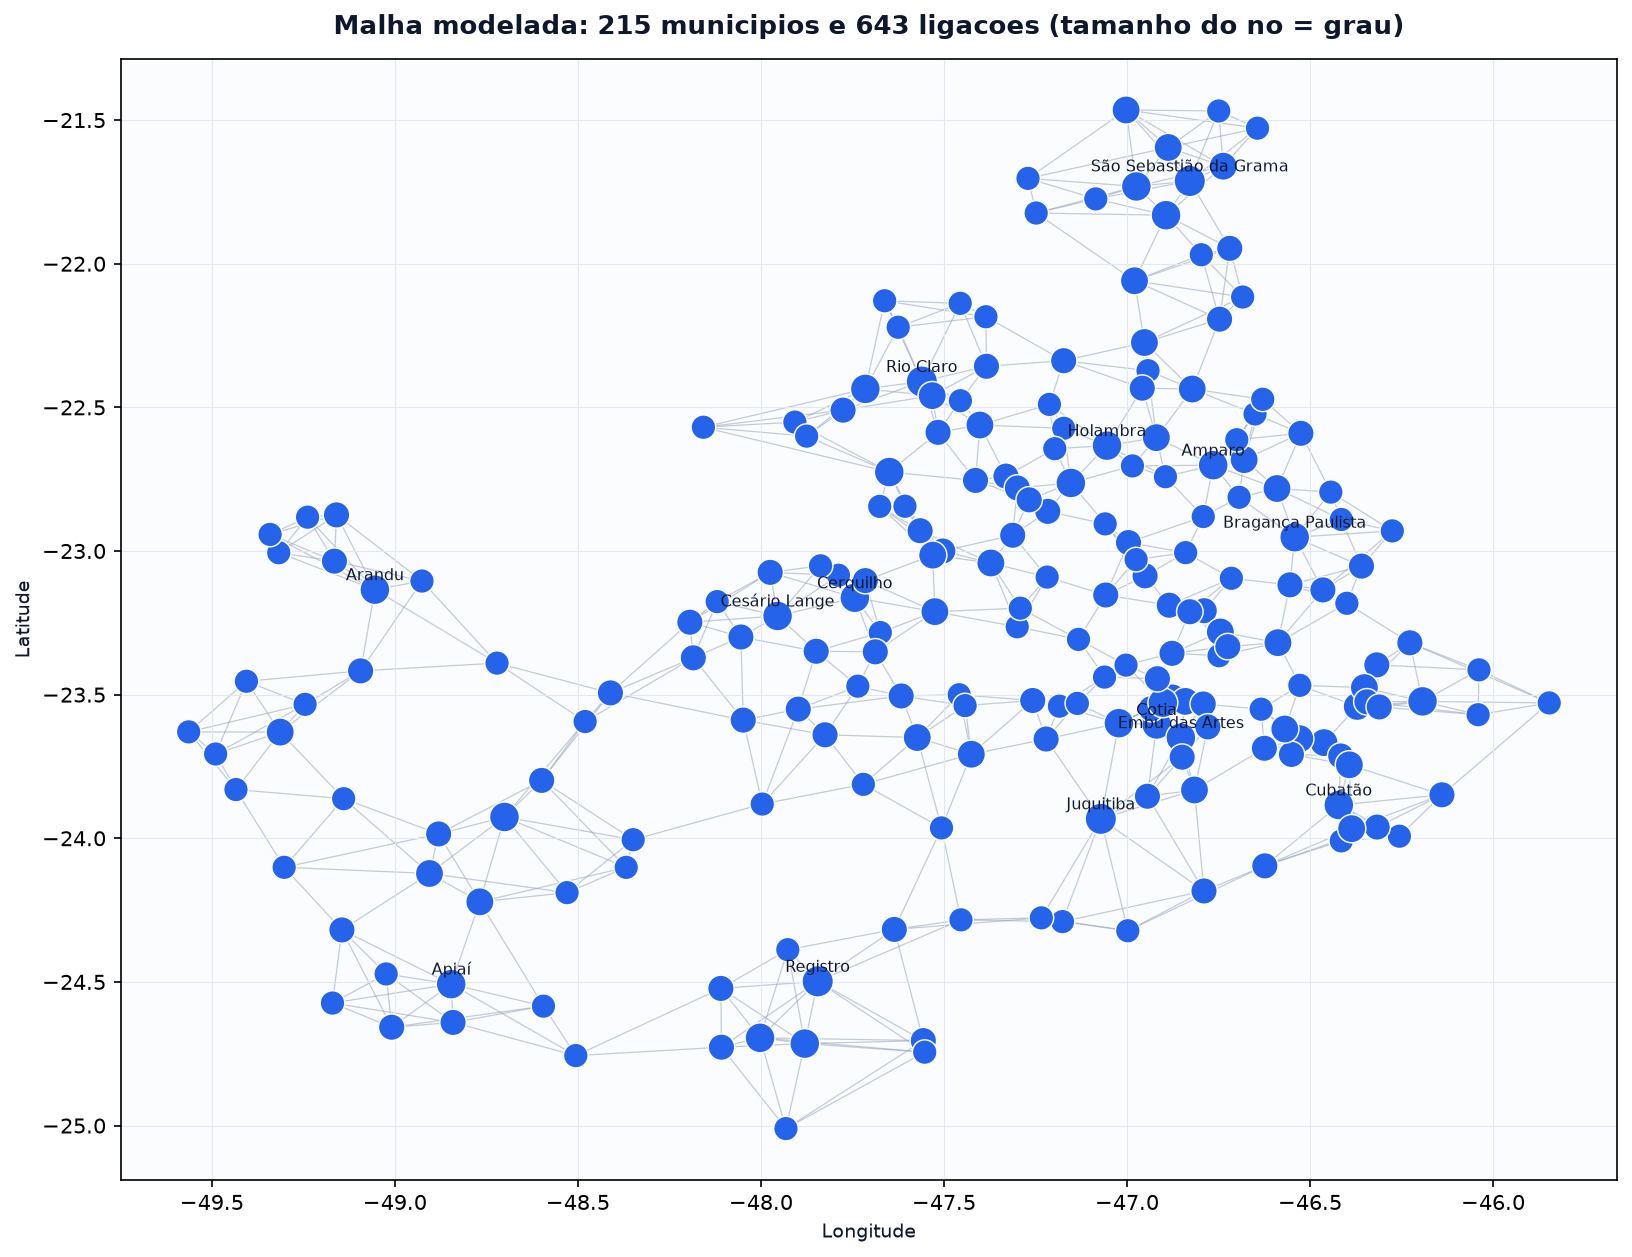 Malha modelada: 215 municipios e 643 ligacoes (tamanho do no = grau)
Latitude
−21.5
−22.0
−22.5
−23.0
−23.5
−24.0
−24.5
−25.0
São Sebastião da Grama
Rio Claro
Holambra
Amparo
Bragança Paulista
Arandu
Cerquilho
Cesário Lange
Cotia
Embu das Artes
Cubatão
Juquitiba
Registro
Apiaí
−49.5 −49.0 −48.5 −48.0 −47.5 −47.0 −46.5 −46.0
Longitude